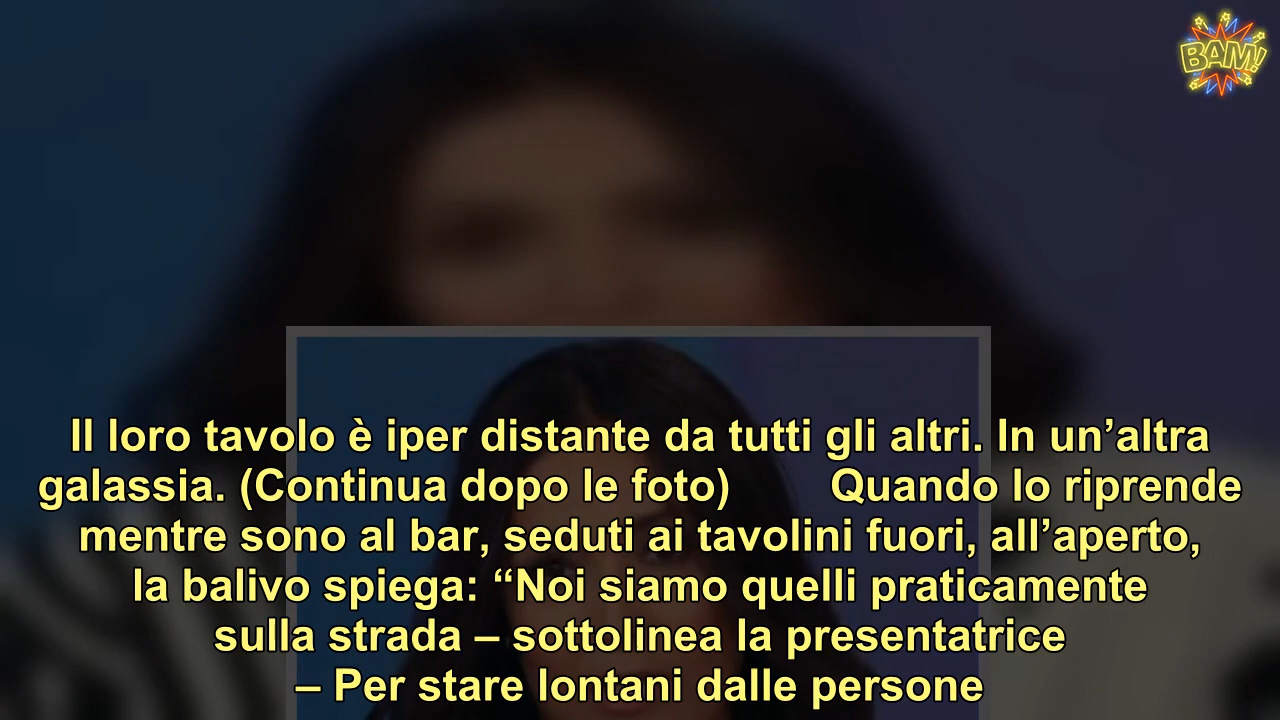 BAM!
Il loro tavolo è iper distante da tutti gli altri. In un’altra
galassia. (Continua dopo le foto) Quando lo riprende
mentre sono al bar, seduti ai tavolini fuori, all’aperto,
la balivo spiega: “Noi siamo quelli praticamente
sulla strada – sottolinea la presentatrice
– Per stare lontani dalle persone